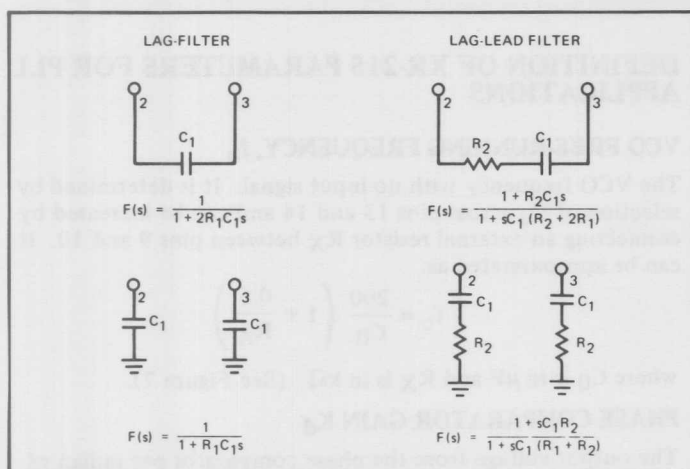 LAG-FILTER
LAG-LEAD FILTER
2 3
C1
F(s) = 1 / (1 + 2R1C1s)
2 3
R2 C1
F(s) = (1 + R2C1s) / (1 + sC1 (R2 + 2R1))
2 3
C1 C1
F(s) = 1 / (1 + R1C1s)
2 3
C1 C1
R2 R2
F(s) = (1 + sC1R2) / (1 + sC1 (R1 + R2))